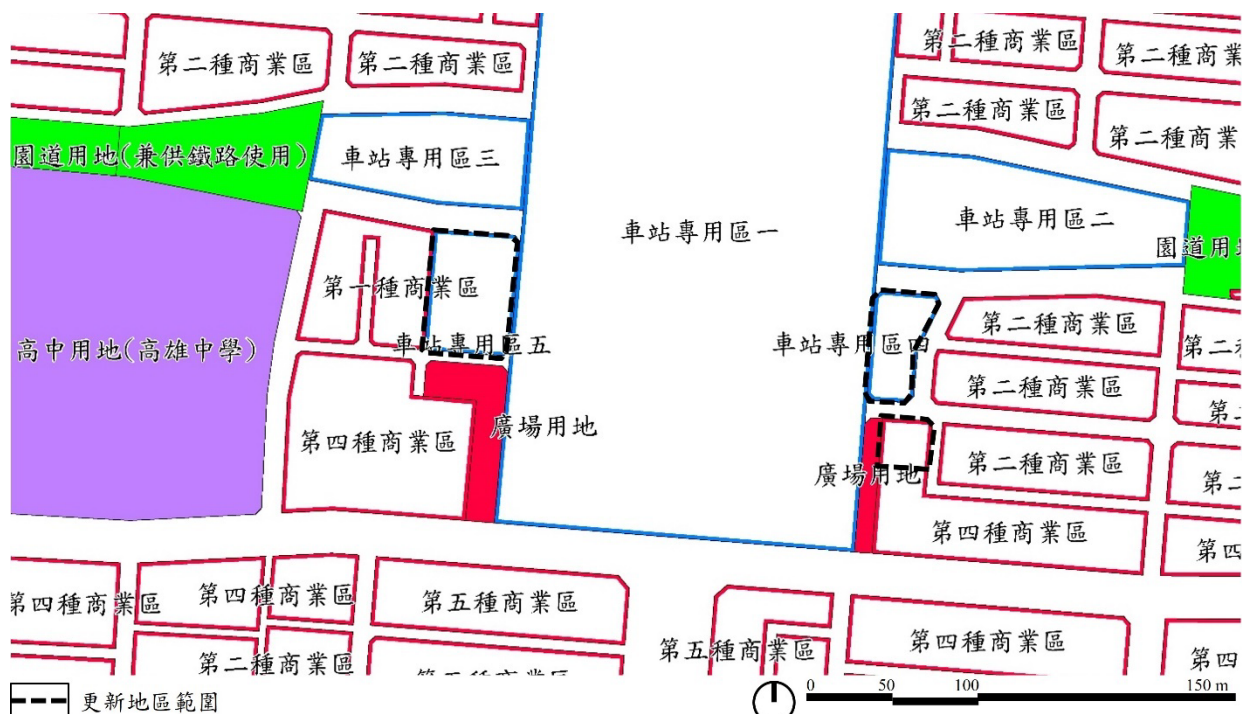 第二種商業區
第二種商業區
第二種商業區
第二種商業
第二種商業區
第二種商業
園道用地(兼供鐵路使用)
車站專用區三
車站專用區一
車站專用區二
園道用地
第一種商業區
第二種商業區
第二種
高中用地(高雄中學)
車站專用區五
車站專用區四
第二種商業區
第二
第四種商業區
廣場用地
第二種商業區
廣場用地
第二
第四種商業區
第四
第四種商業區
第四種商業區
第五種商業區
第四種商業區
第五種商業區
第二種商業區
第四
更新地區範圍
0 50 100 150 m